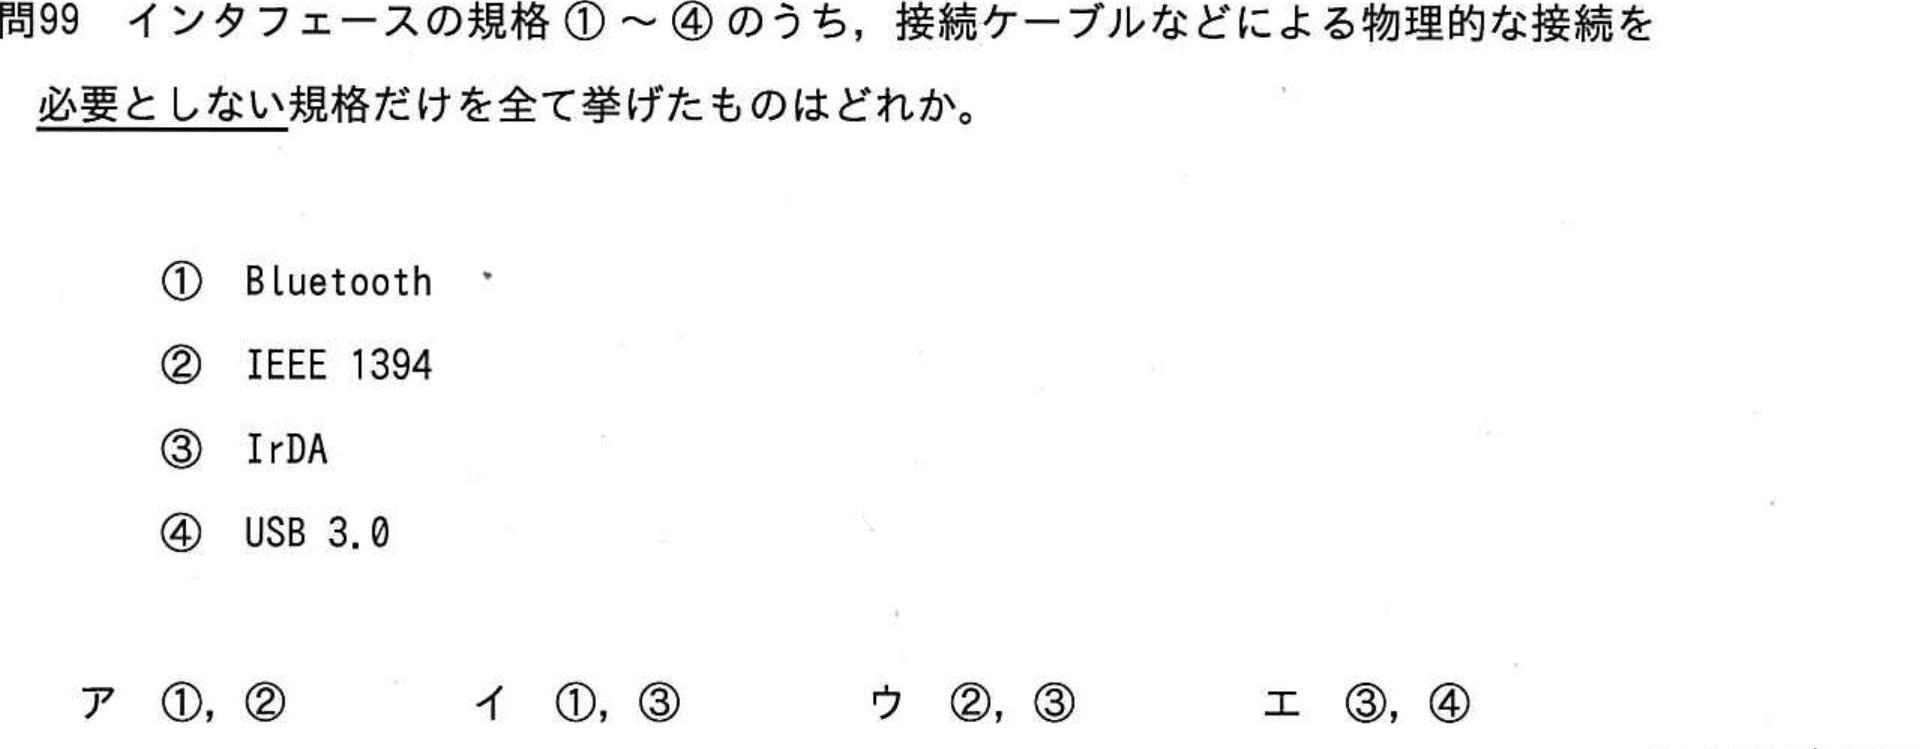 問99 インタフェースの規格 ① ～ ④ のうち，接続ケーブルなどによる物理的な接続を
必要としない規格だけを全て挙げたものはどれか。
① Bluetooth
② IEEE 1394
③ IrDA
④ USB 3.0
ア ①，② イ ①，③ ウ ②，③ エ ③，④